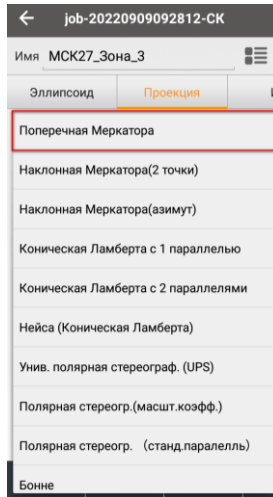 job-20220909092812-СК
Имя МСК27_Зона_3
Эллипсоид Проекция
Поперечная Меркатора
Наклонная Меркатора(2 точки)
Наклонная Меркатора(азимут)
Коническая Ламберта с 1 параллелью
Коническая Ламберта с 2 параллелями
Нейса (Коническая Ламберта)
Унив. полярная стереограф. (UPS)
Полярная стереогр.(масшт.коэфф.)
Полярная стереогр. (станд.паралелль)
Бонне